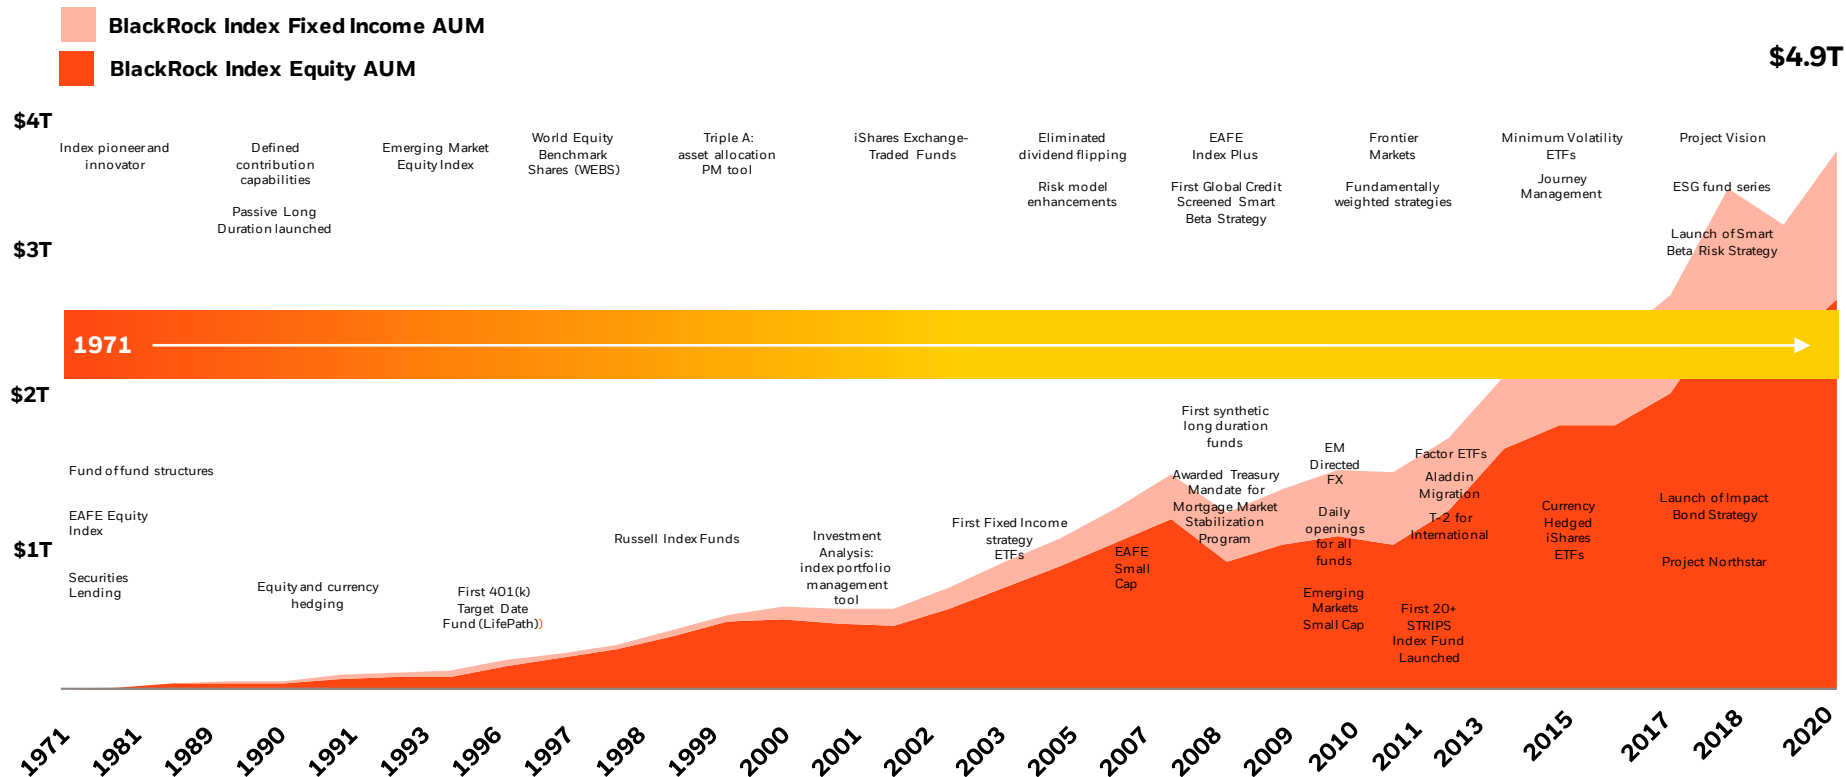 BlackRock Index Fixed Income AUM
BlackRock Index Equity AUM
$4.9T
$4T
$3T
$2T
$1T
Index pioneer and
innovator
Defined
contribution
capabilities
Passive Long
Duration launched
Emerging Market
Equity Index
World Equity
Benchmark
Shares (WEBS)
Triple A:
asset allocation
PM tool
iShares Exchange-
Traded Funds
Eliminated
dividend flipping
Risk model
enhancements
EAFE
Index Plus
First Global Credit
Screened Smart
Beta Strategy
Frontier
Markets
Fundamentally
weighted strategies
Minimum Volatility
ETFs
Journey
Management
Project Vision
ESG fund series
Launch of Smart
Beta Risk Strategy
1971
Fund of fund structures
EAFE Equity
Index
Securities
Lending
Equity and currency
hedging
First 401(k)
Target Date
Fund (LifePath))
Russell Index Funds
Investment
Analysis:
index portfolio
management
tool
First Fixed Income
strategy
ETFs
EAFE
Small
Cap
First synthetic
long duration
funds
Awarded Treasury
Mandate for
Mortgage Market
Stabilization
Program
EM
Directed
FX
Daily
openings
for all
funds
Emerging
Markets
Small Cap
Factor ETFs
Aladdin
Migration
T-2 for
International
First 20+
STRIPS
Index Fund
Launched
Currency
Hedged
iShares
ETFs
Launch of Impact
Bond Strategy
Project Northstar
1971
1981
1989
1990
1991
1993
1996
1997
1998
1999
2000
2001
2002
2003
2005
2007
2008
2009
2010
2011
2013
2015
2017
2018
2020